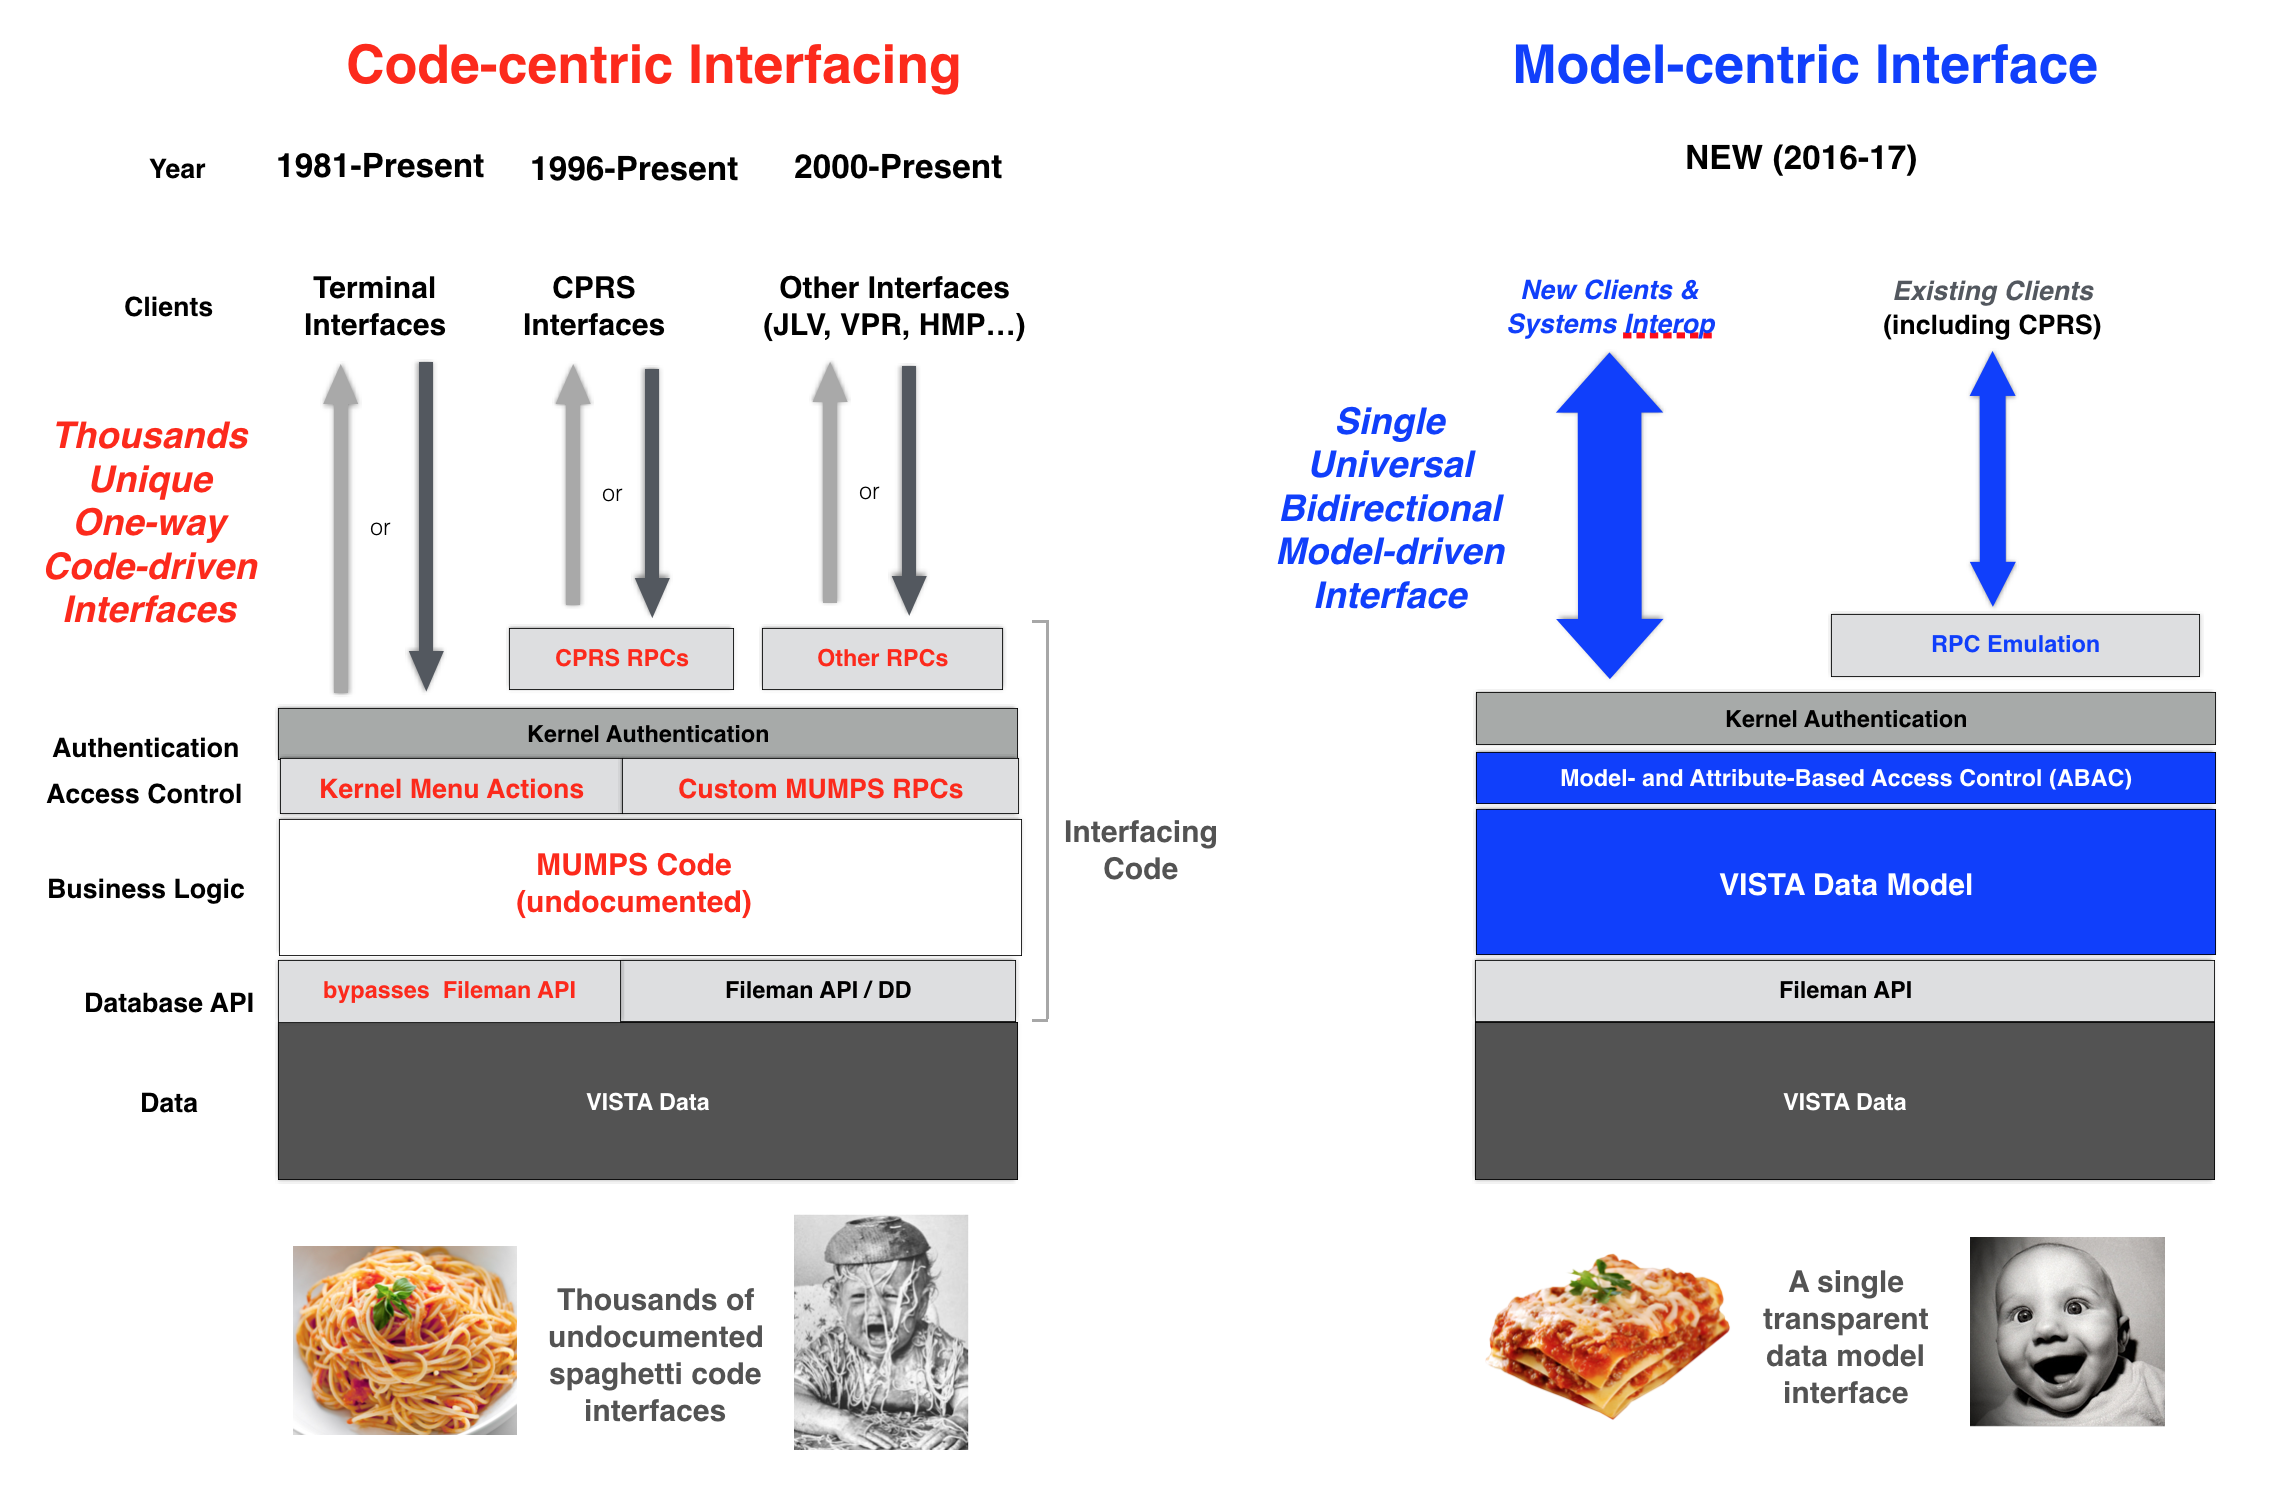 Code-centric Interfacing
Year
1981-Present
1996-Present
2000-Present
Clients
Terminal
Interfaces
CPRS
Interfaces
Other Interfaces
(JLV, VPR, HMP…)
Thousands
Unique
One-way
Code-driven
Interfaces
or
or
or
CPRS RPCs
Other RPCs
Authentication
Kernel Authentication
Access Control
Kernel Menu Actions
Custom MUMPS RPCs
Business Logic
MUMPS Code
(undocumented)
Interfacing
Code
Database API
bypasses Fileman API
Fileman API / DD
Data
VISTA Data
Thousands of
undocumented
spaghetti code
interfaces
Model-centric Interface
NEW (2016-17)
New Clients &
Systems Interop
Existing Clients
(including CPRS)
Single
Universal
Bidirectional
Model-driven
Interface
RPC Emulation
Kernel Authentication
Model- and Attribute-Based Access Control (ABAC)
VISTA Data Model
Fileman API
VISTA Data
A single
transparent
data model
interface